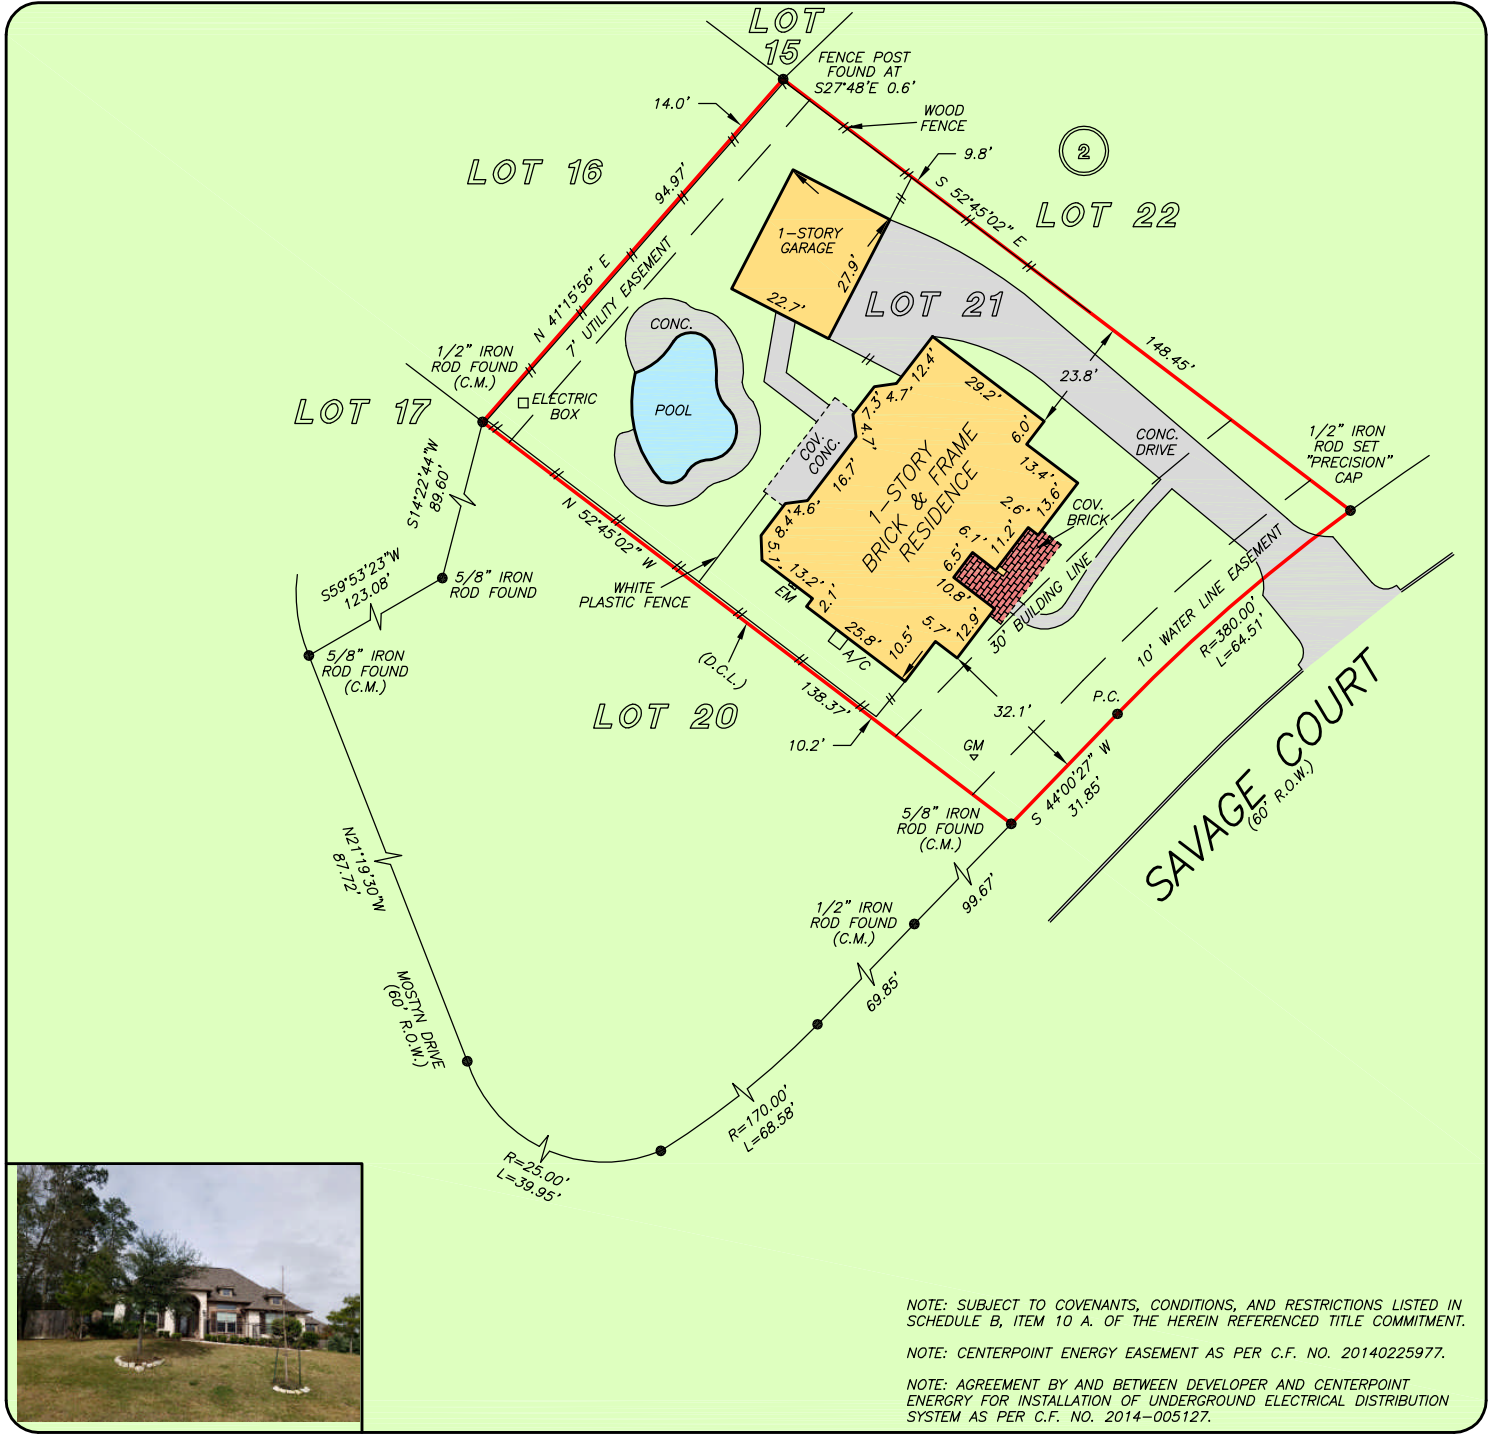 LOT
15
FENCE POST
FOUND AT
S27°48'E 0.6'
14.0'
WOOD
FENCE
9.8'
2
LOT 16
94.97'
S 52°45'02" E
LOT 22
1-STORY
GARAGE
27.9'
22.7'
N 41°15'56" E
7' UTILITY EASEMENT
LOT 21
CONC.
148.45'
1/2" IRON
ROD FOUND
(C.M.)
12.4'
23.8'
29.2'
4.7'
7.3'
4.7'
LOT 17
ELECTRIC
BOX
POOL
6.0'
COV.
CONC.
1-STORY
BRICK & FRAME
RESIDENCE
CONC.
DRIVE
1/2" IRON
ROD SET
"PRECISION"
CAP
S14°22'44"W
89.60'
16.7'
13.4'
13.6'
2.6'
COV.
BRICK
N 52°45'02" W
4.6'
8.4'
5.1'
6.1'
11.2'
6.5'
10.8'
S59°53'23"W
123.08'
5/8" IRON
ROD FOUND
WHITE
PLASTIC FENCE
13.2'
EM
2.1'
30' BUILDING LINE
10' WATER LINE EASEMENT
R=380.00'
L=64.51'
5/8" IRON
ROD FOUND
(C.M.)
25.8'
A/C
10.5'
5.7'
12.9'
(D.C.L.)
138.37'
P.C.
LOT 20
32.1'
10.2'
GM
SAVAGE COURT
(60' R.O.W.)
S 44°00'27" W
31.85'
5/8" IRON
ROD FOUND
(C.M.)
N21°19'30"W
87.72'
99.67'
1/2" IRON
ROD FOUND
(C.M.)
69.85'
MOSTYN DRIVE
(60' R.O.W.)
R=170.00'
L=68.58'
R=25.00'
L=39.95'
NOTE: SUBJECT TO COVENANTS, CONDITIONS, AND RESTRICTIONS LISTED IN
SCHEDULE B, ITEM 10 A. OF THE HEREIN REFERENCED TITLE COMMITMENT.
NOTE: CENTERPOINT ENERGY EASEMENT AS PER C.F. NO. 20140225977.
NOTE: AGREEMENT BY AND BETWEEN DEVELOPER AND CENTERPOINT
ENERGRY FOR INSTALLATION OF UNDERGROUND ELECTRICAL DISTRIBUTION
SYSTEM AS PER C.F. NO. 2014-005127.